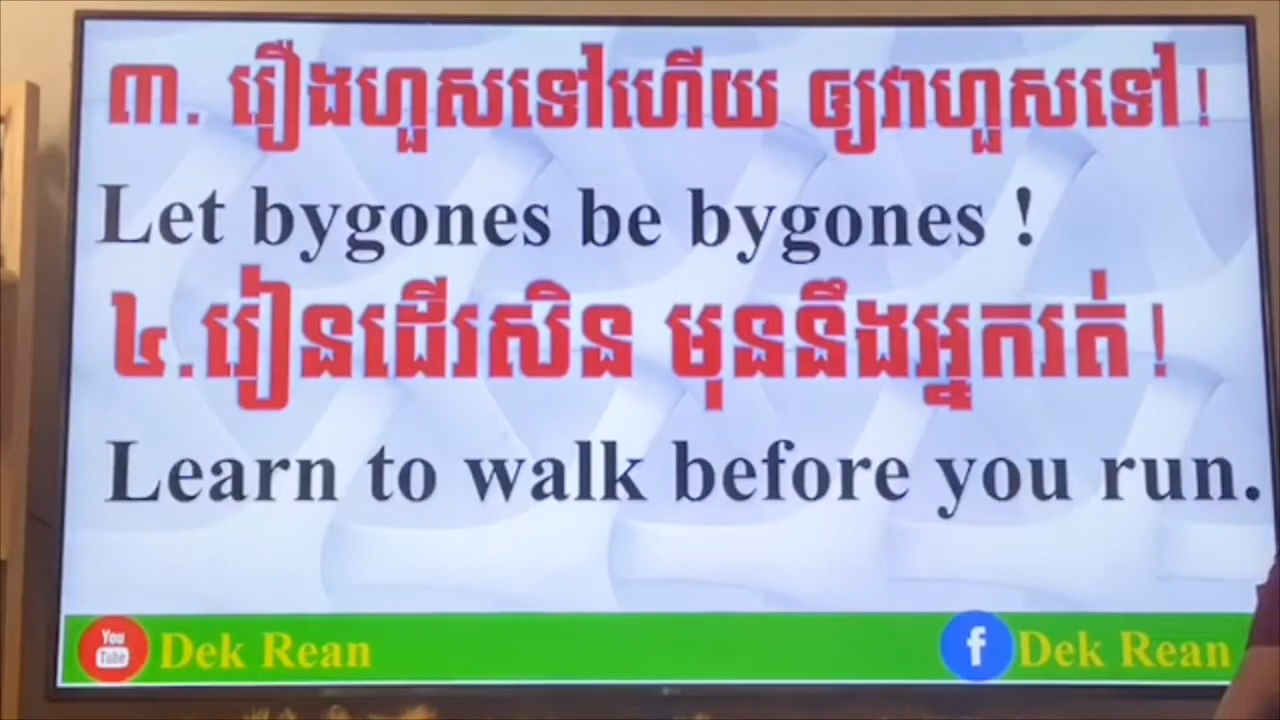 ៣. រឿងហួសទៅហើយ ឲ្យវាហួសទៅ!
Let bygones be bygones !
៤.រៀនដើរសិន មុននឹងអ្នករត់!
Learn to walk before you run.
You Tube Dek Rean f Dek Rean